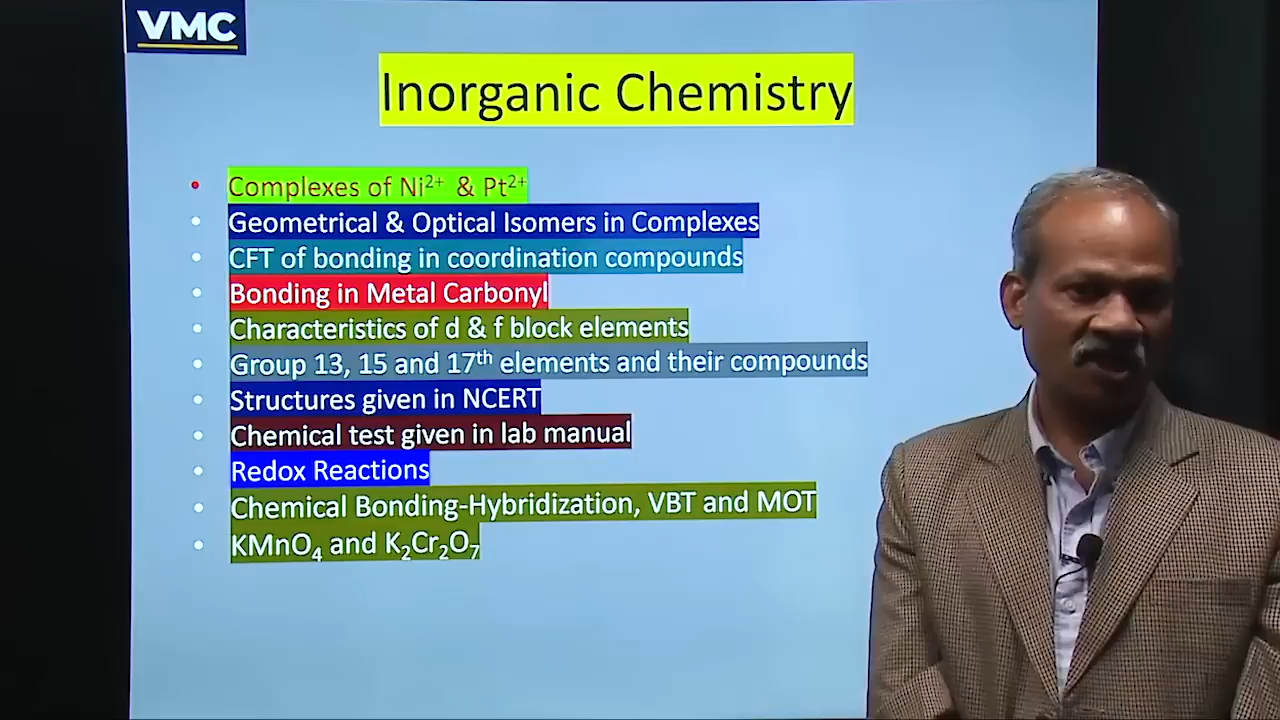 VMC
Inorganic Chemistry
• Complexes of Ni²⁺ & Pt²⁺
• Geometrical & Optical Isomers in Complexes
• CFT of bonding in coordination compounds
• Bonding in Metal Carbonyl
• Characteristics of d & f block elements
• Group 13, 15 and 17ᵗʰ elements and their compounds
• Structures given in NCERT
• Chemical test given in lab manual
• Redox Reactions
• Chemical Bonding-Hybridization, VBT and MOT
• KMnO₄ and K₂Cr₂O₇